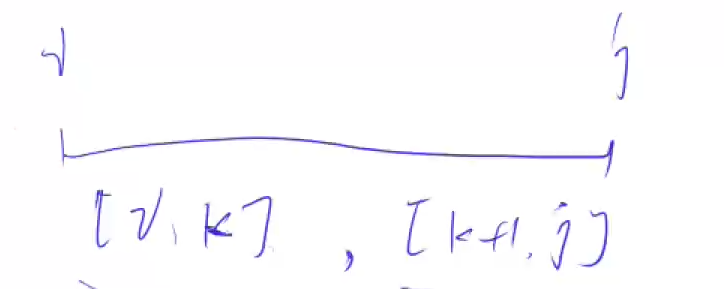 i j
[i, k] , [k+1, j]